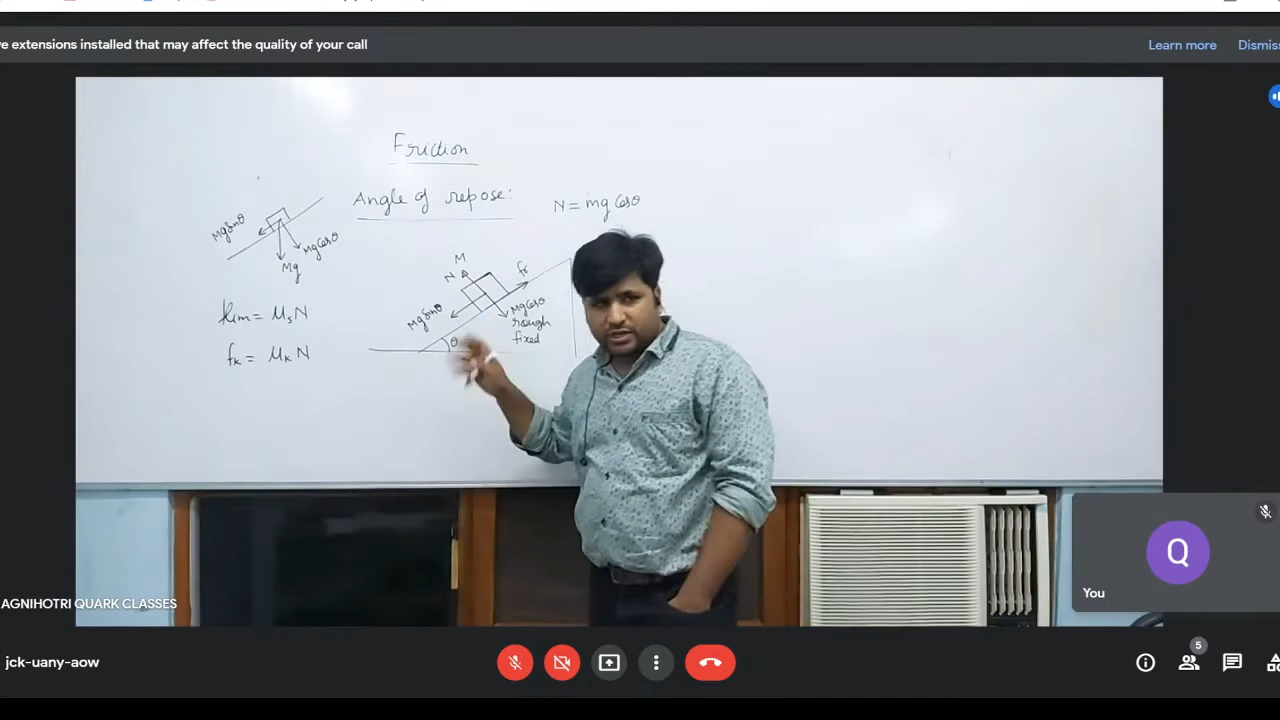 ve extensions installed that may affect the quality of your call
Learn more
Dismiss
Friction
Angle of repose:
N = mg Cosθ
Mg Sinθ
Mg Cosθ
Mg
M
N
fr
Mg Sinθ
Mg Cosθ
rough
fixed
θ
flim = μs N
fk = μk N
AGNIHOTRI QUARK CLASSES
Q
You
jck-uany-aow
5